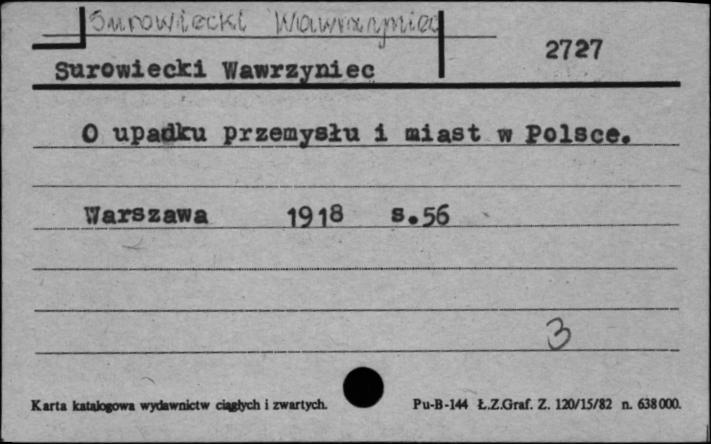 Surowiecki Wawrzyniec
2727
Surowiecki Wawrzyniec
O upadku przemysłu i miast w Polsce.
Warszawa 1918 s.56
3
Karta katalogowa wydawnictw ciągłych i zwartych. Pu-B-144 Ł.Z.Graf. Z. 120/15/82 n. 638000.